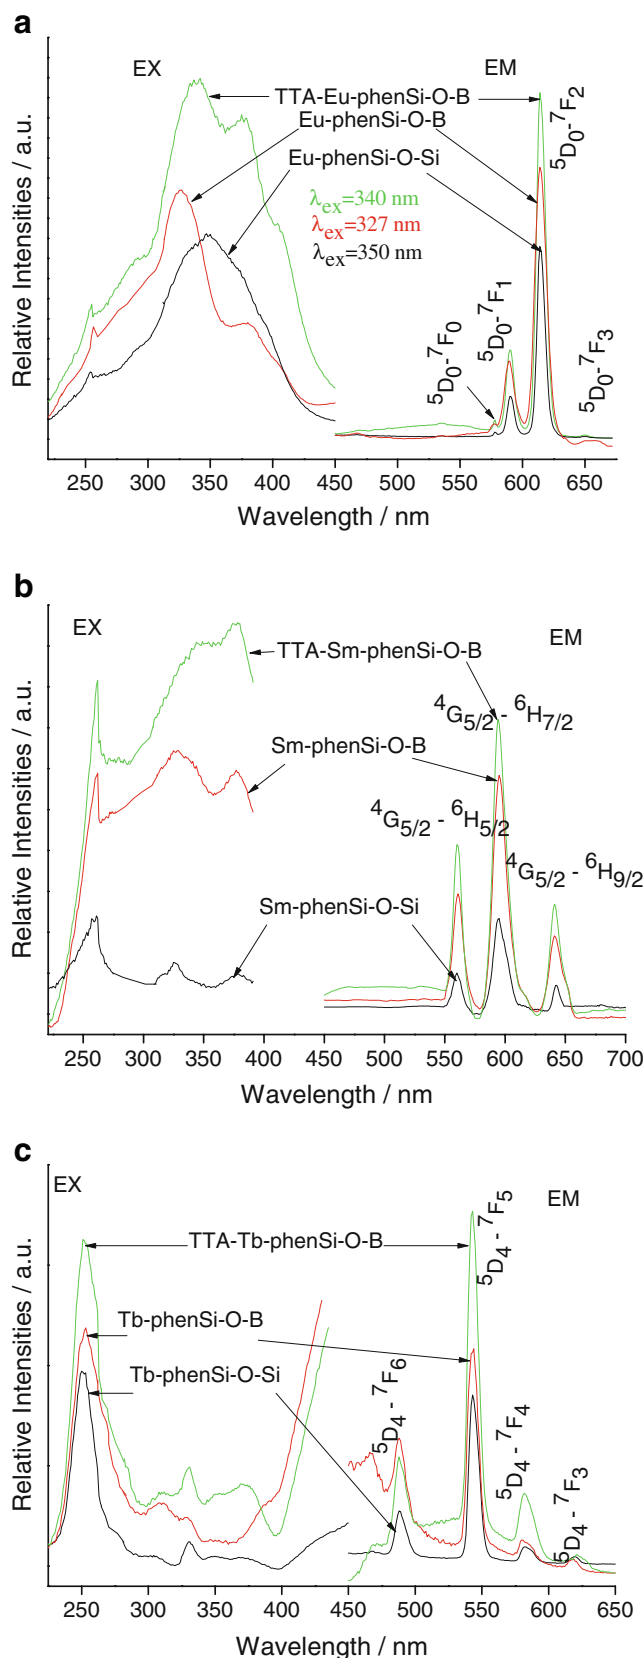 a
EX
EM
TTA-Eu-phenSi-O-B
Eu-phenSi-O-B
Eu-phenSi-O-Si
λex=340 nm
λex=327 nm
λex=350 nm
5D0-7F0
5D0-7F1
5D0-7F2
5D0-7F3
Relative Intensities / a.u.
250 300 350 400 450 500 550 600 650
Wavelength / nm
b
EX
EM
TTA-Sm-phenSi-O-B
4G5/2 - 6H7/2
Sm-phenSi-O-B
4G5/2 - 6H5/2
4G5/2 - 6H9/2
Sm-phenSi-O-Si
Relative Intensities / a.u.
250 300 350 400 450 500 550 600 650 700
Wavelength / nm
c
EX
EM
TTA-Tb-phenSi-O-B
Tb-phenSi-O-B
Tb-phenSi-O-Si
5D4 - 7F6
5D4 - 7F5
5D4 - 7F4
5D4 - 7F3
Relative Intensities / a.u.
250 300 350 400 450 500 550 600 650
Wavelength / nm